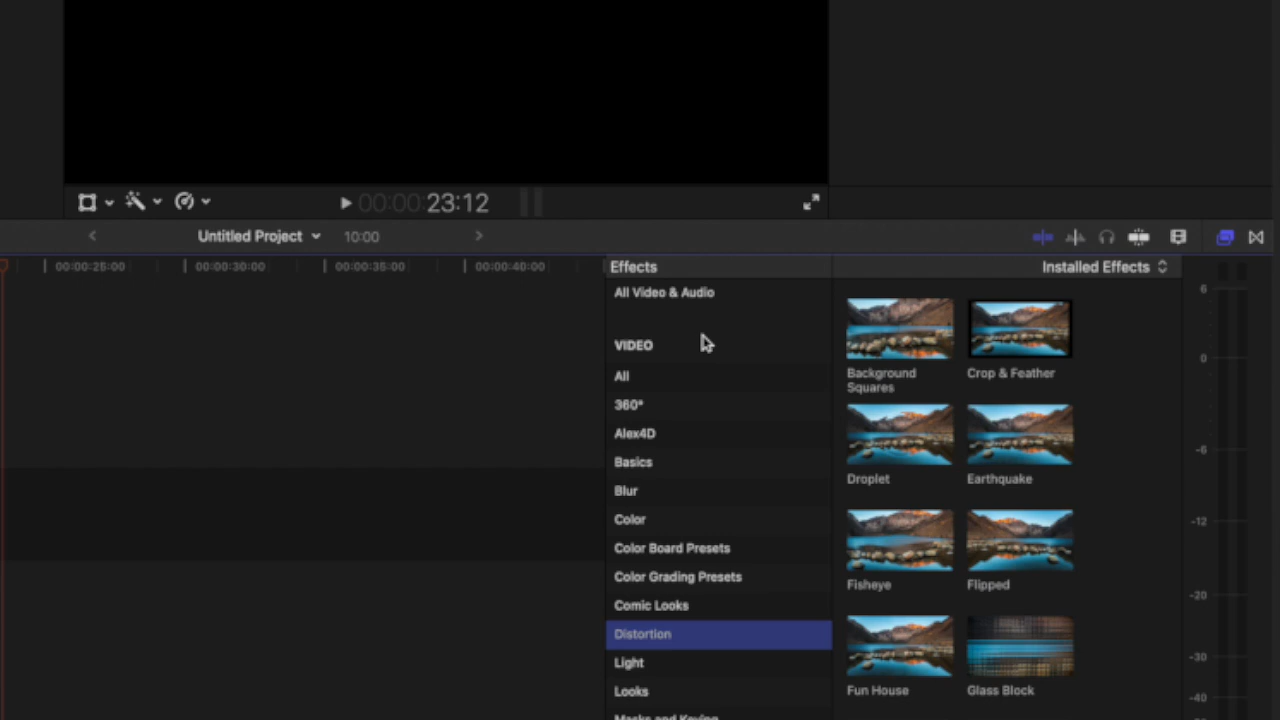 00:00:23:12
Untitled Project
10:00
00:00:25:00
00:00:30:00
00:00:35:00
00:00:40:00
Effects
Installed Effects
All Video & Audio
VIDEO
All
360°
Alex4D
Basics
Blur
Color
Color Board Presets
Color Grading Presets
Comic Looks
Distortion
Light
Looks
Masks and Keying
Background
Squares
Crop & Feather
Droplet
Earthquake
Fisheye
Flipped
Fun House
Glass Block
6
0
-6
-12
-20
-30
-40